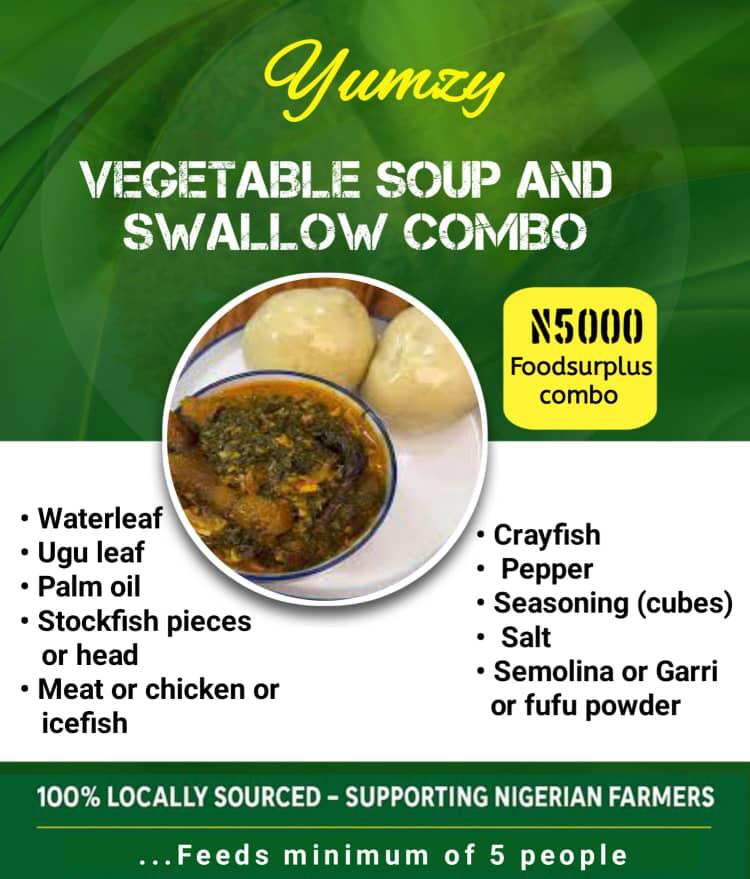 Yumzy
VEGETABLE SOUP AND
SWALLOW COMBO
N5000
Foodsurplus
combo
• Waterleaf
• Ugu leaf
• Palm oil
• Stockfish pieces
or head
• Meat or chicken or
icefish
• Crayfish
• Pepper
• Seasoning (cubes)
• Salt
• Semolina or Garri
or fufu powder
100% LOCALLY SOURCED – SUPPORTING NIGERIAN FARMERS
...Feeds minimum of 5 people